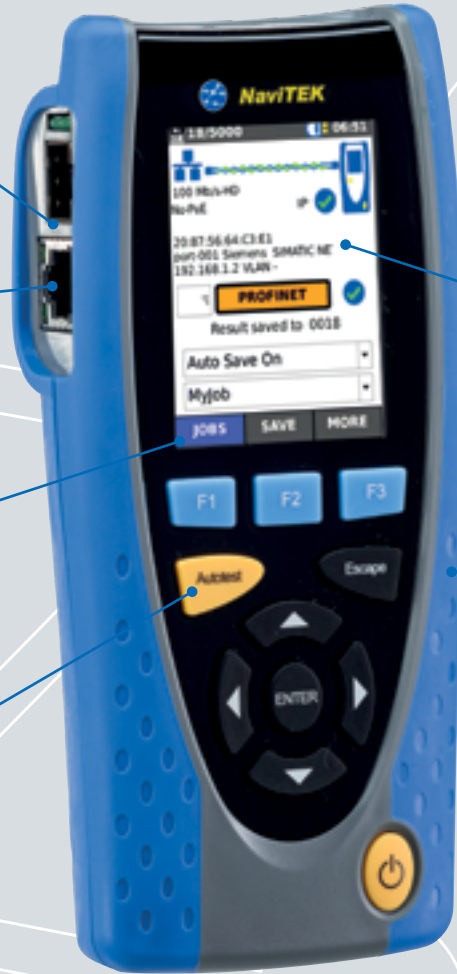 NaviTEK
18/5000 06:51
100 Mb/s-HD
No-PoE IP
20:87:56:64:C3:E1
port-001 Siemens SIMATIC NE
192.168.1.2 VLAN -
PROFINET
Result saved to 0018
Auto Save On
MyJob
JOBS SAVE MORE
F1 F2 F3
Autotest Escape
ENTER